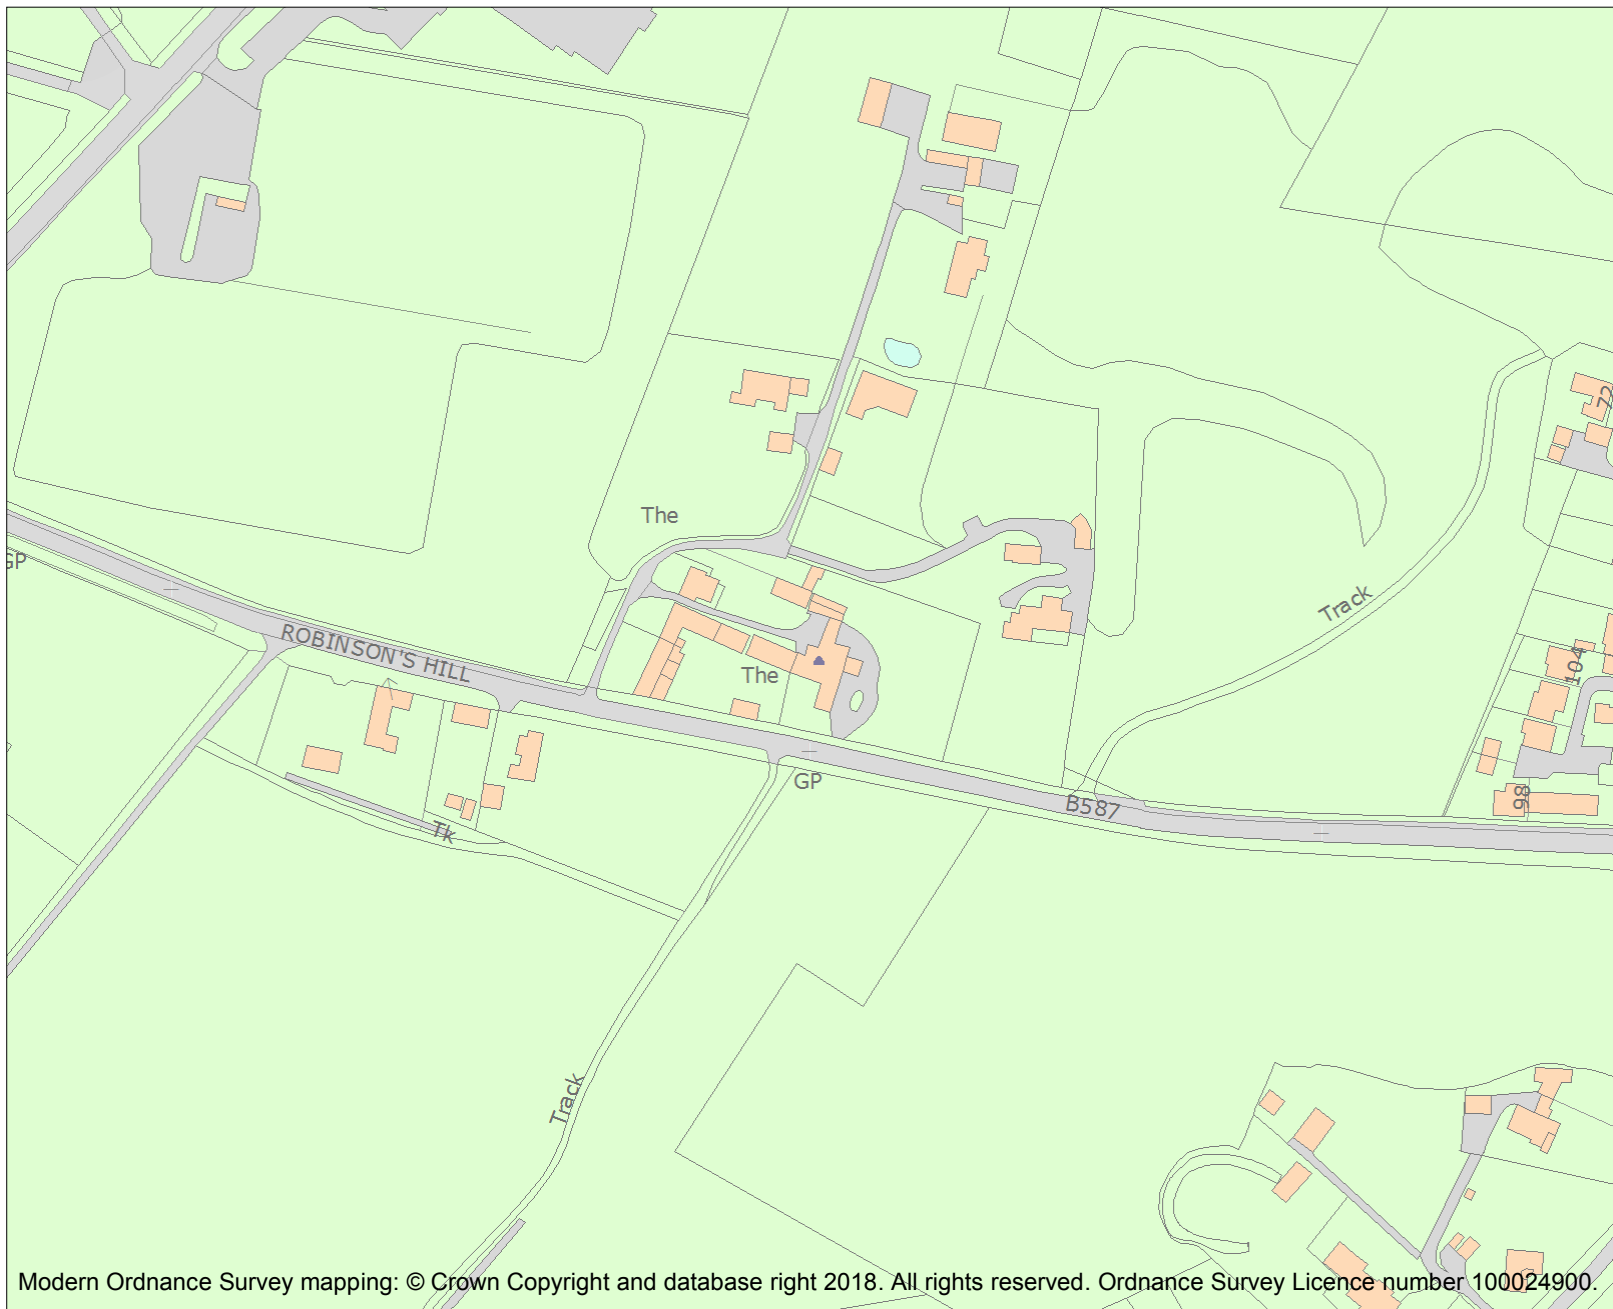 72
The
GP
Track
ROBINSON'S HILL
104
The
GP
98
B587
Tk
Track
Modern Ordnance Survey mapping: © Crown Copyright and database right 2018. All rights reserved. Ordnance Survey Licence number 100024900.